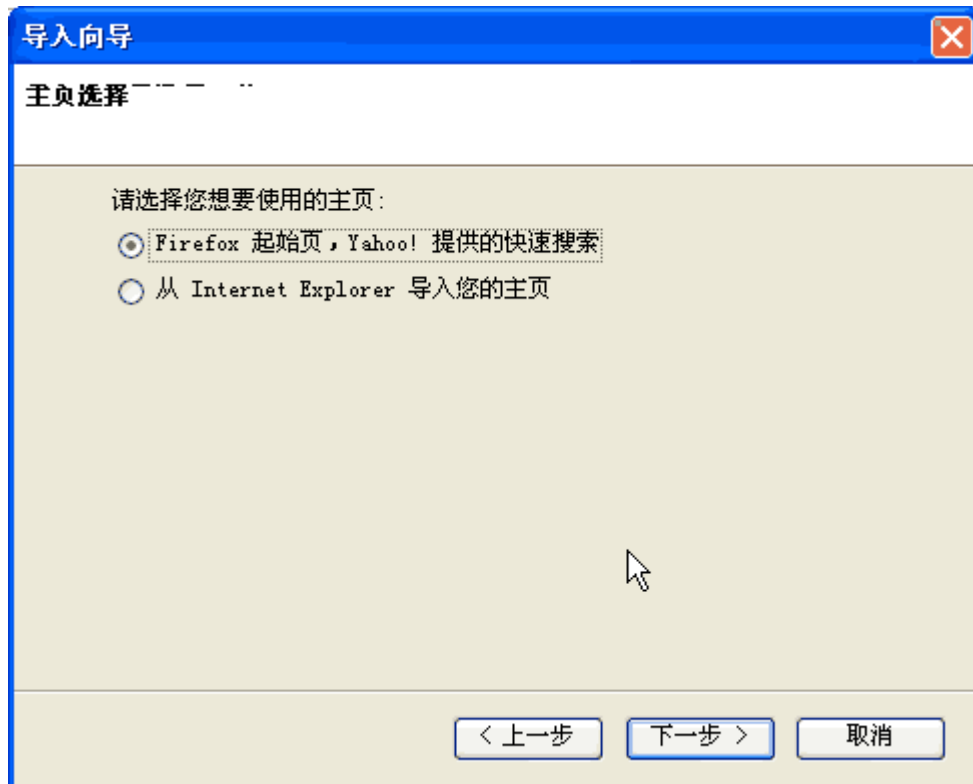 导入向导
主页选择
请选择您想要使用的主页:
Firefox 起始页,Yahoo! 提供的快速搜索
从 Internet Explorer 导入您的主页
< 上一步
下一步 >
取消